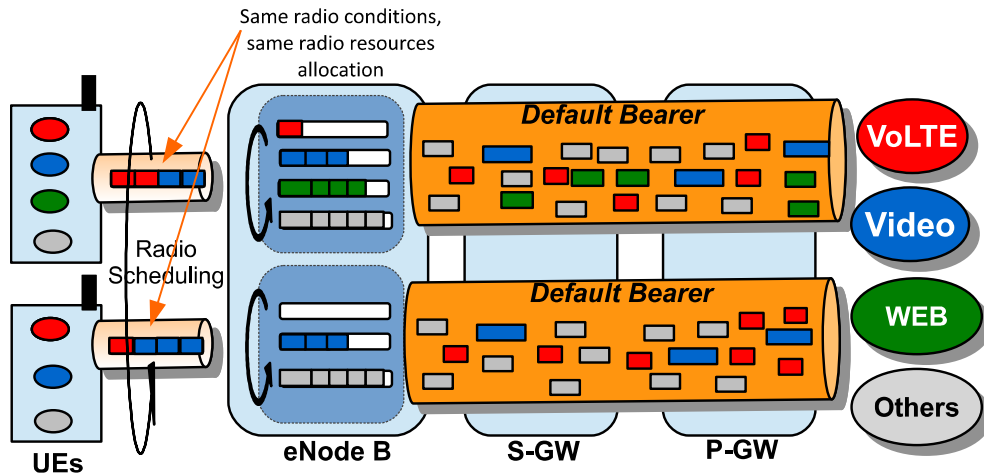 Same radio conditions,
same radio resources
allocation
Default Bearer
VoLTE
Video
Radio
Scheduling
Default Bearer
WEB
Others
UEs
eNode B
S-GW
P-GW